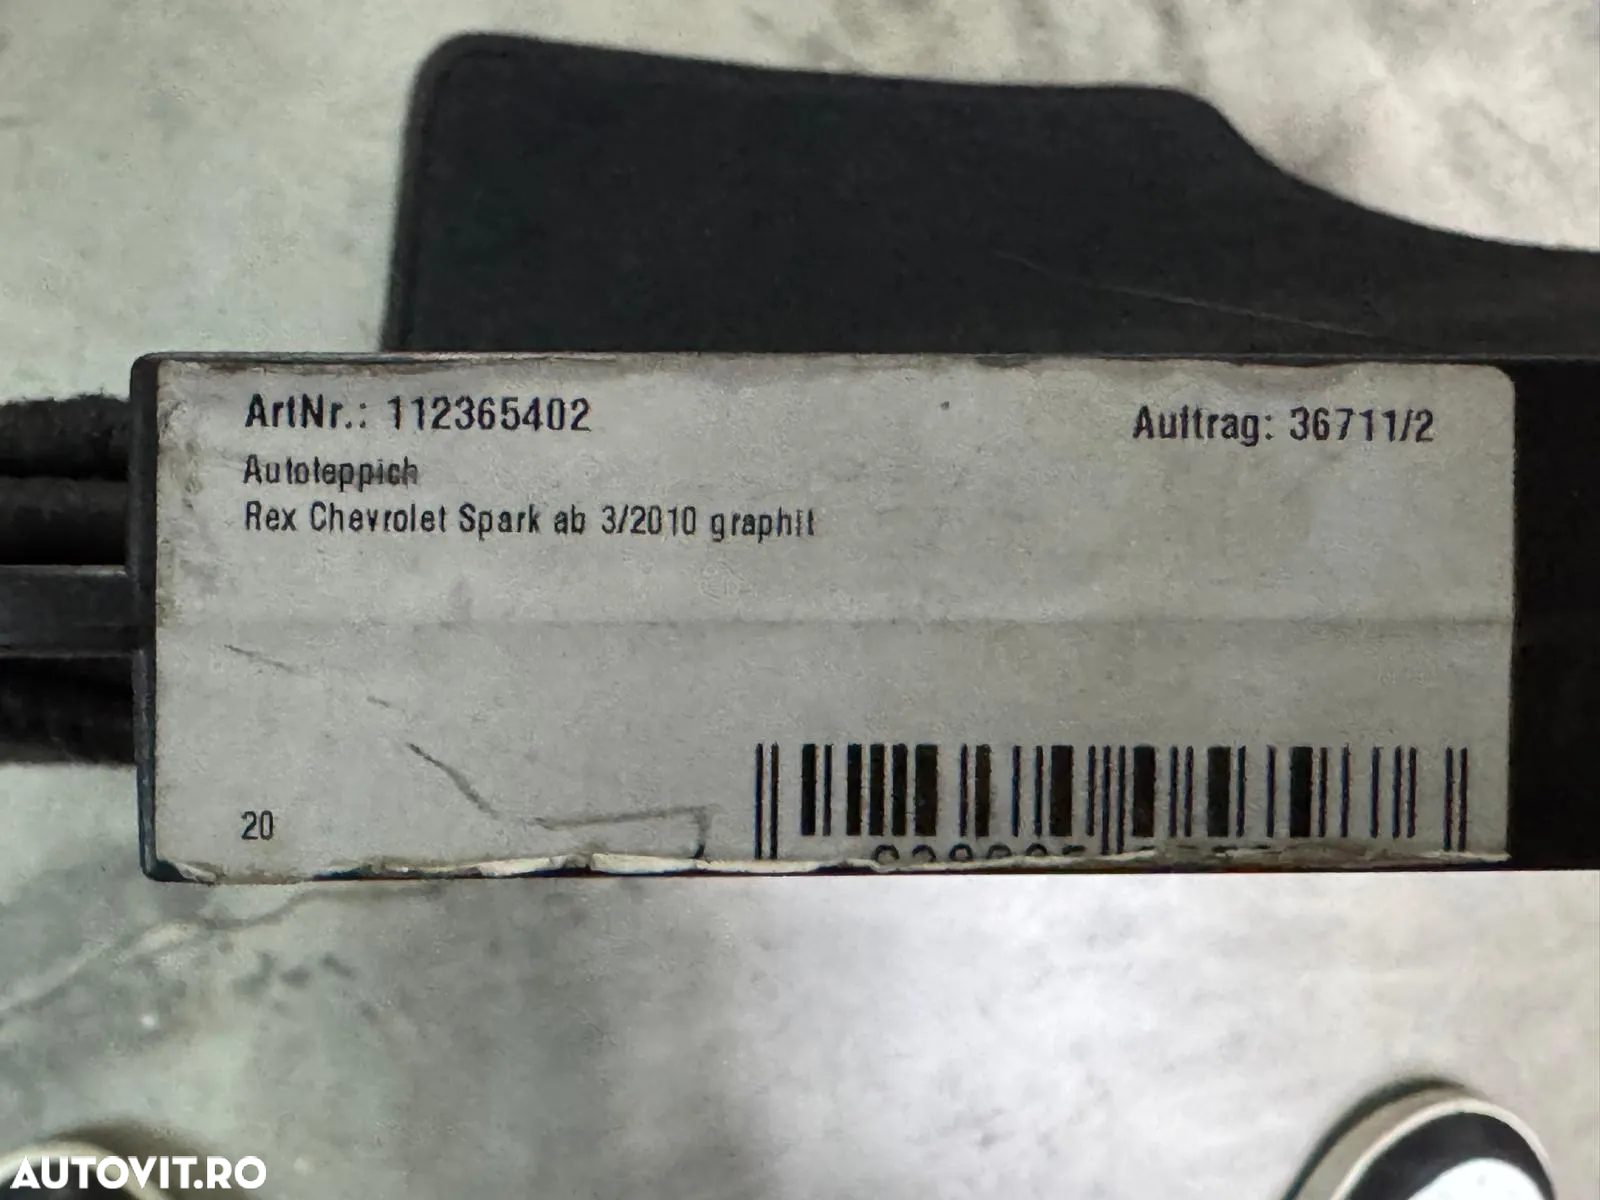 ArtNr.: 112365402
Auftrag: 36711/2
Autoteppich
Rex Chevrolet Spark ab 3/2010 graphit
20
AUTOVIT.RO